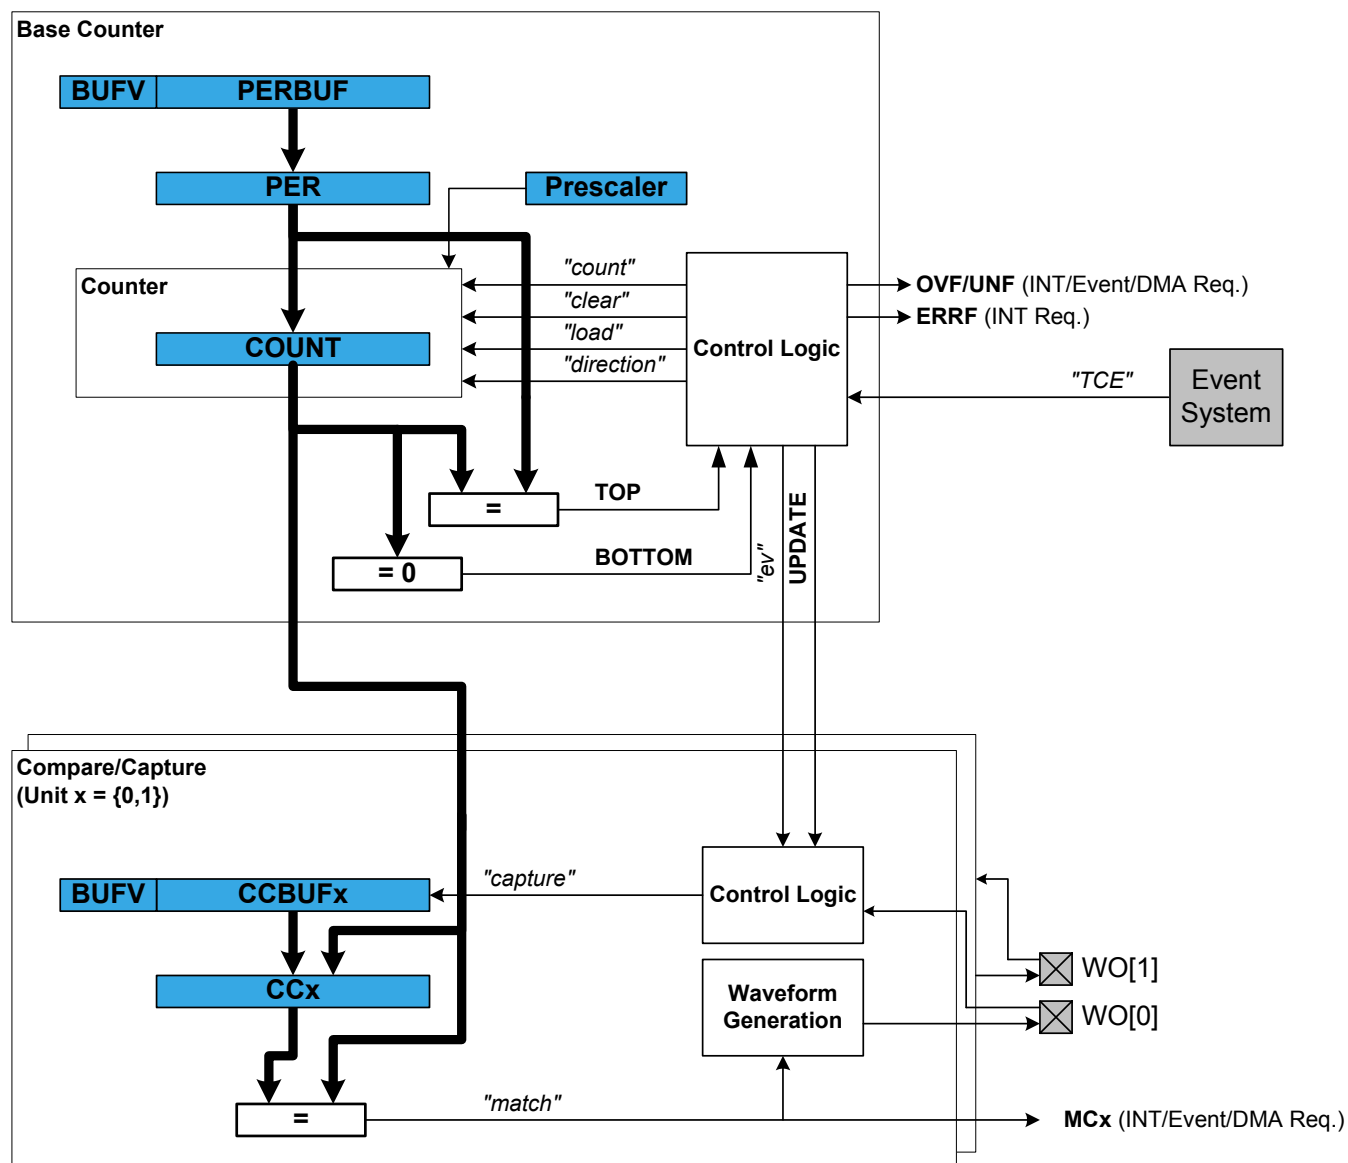 Base Counter
BUFV PERBUF
PER
Prescaler
Counter
COUNT
"count"
"clear"
"load"
"direction"
Control Logic
OVF/UNF (INT/Event/DMA Req.)
ERRF (INT Req.)
"TCE"
Event
System
=
TOP
= 0
BOTTOM
"ev"
UPDATE
Compare/Capture
(Unit x = {0,1})
BUFV CCBUFx
"capture"
Control Logic
CCx
Waveform
Generation
WO[1]
WO[0]
=
"match"
MCx (INT/Event/DMA Req.)